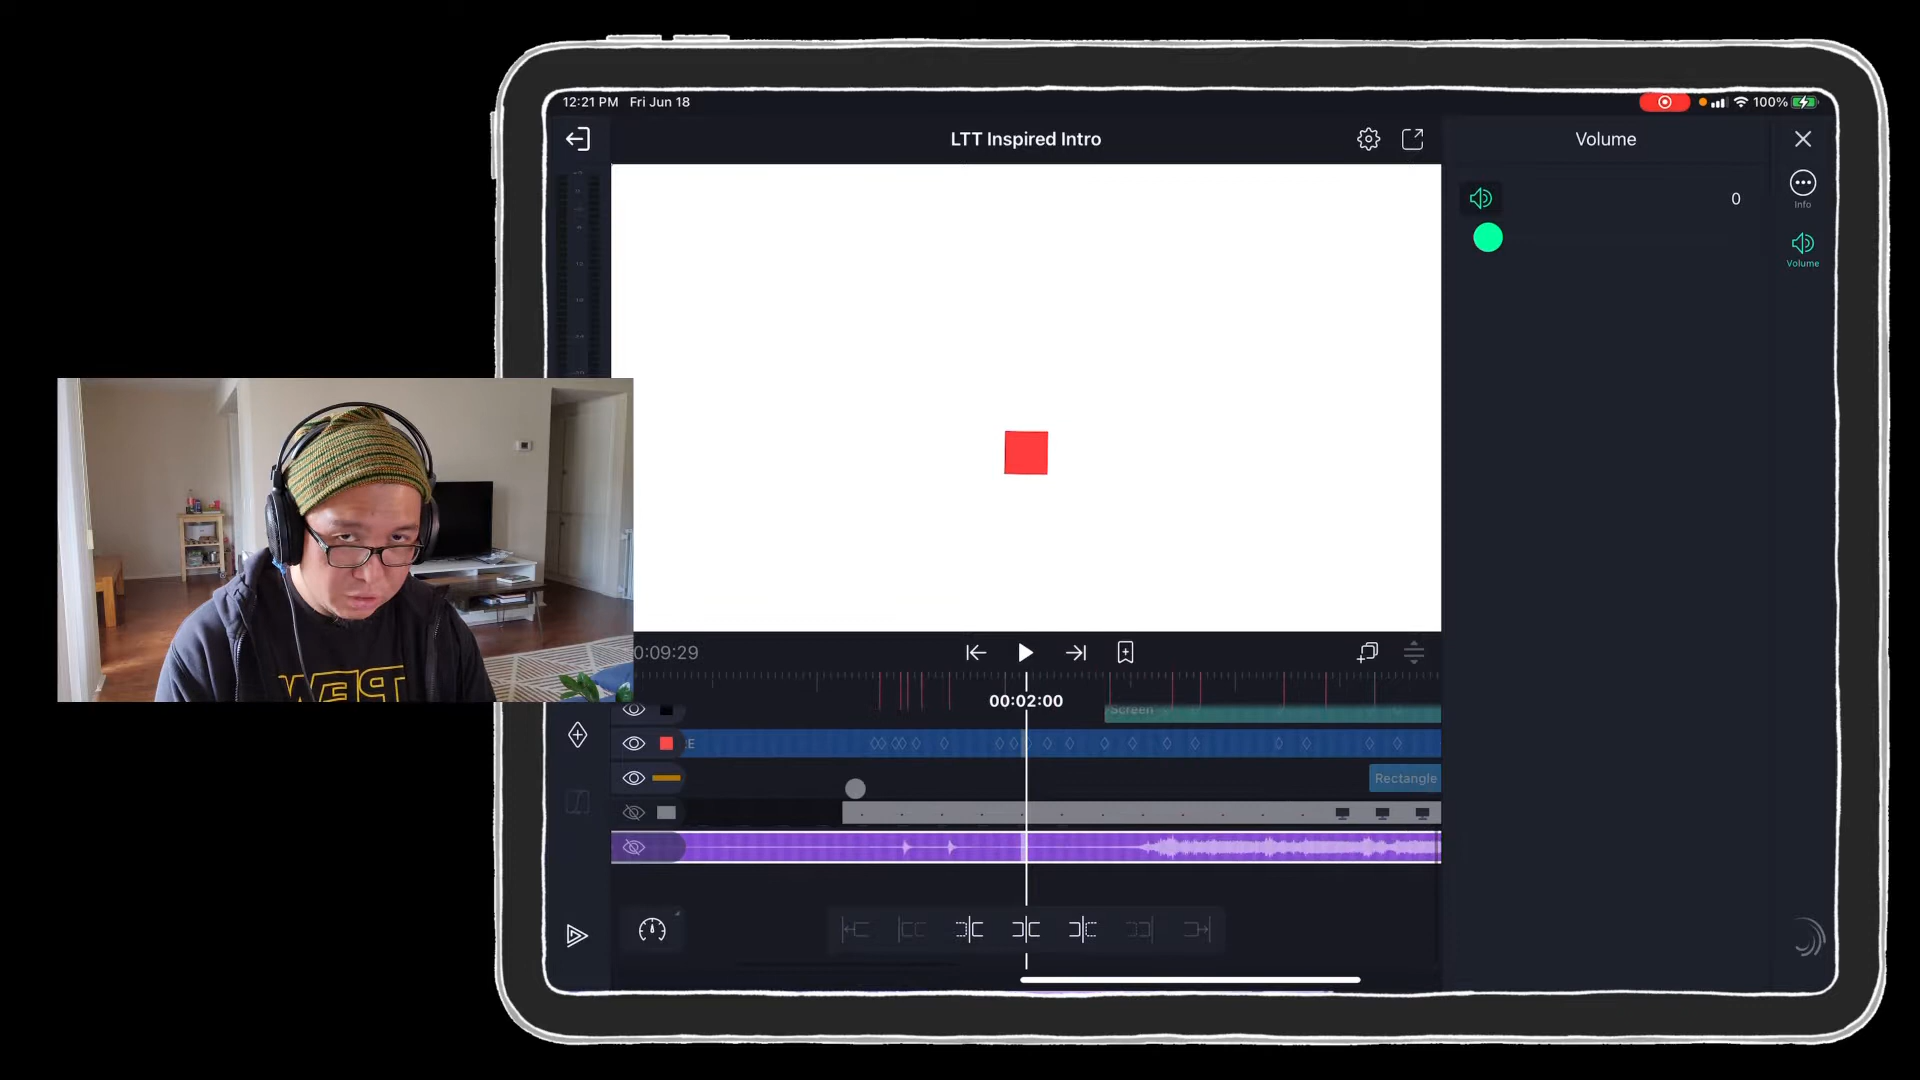 12:21 PM Fri Jun 18
100%
LTT Inspired Intro
Volume
0
Info
Volume
0:09:29
00:02:00
Screen
E
Rectangle